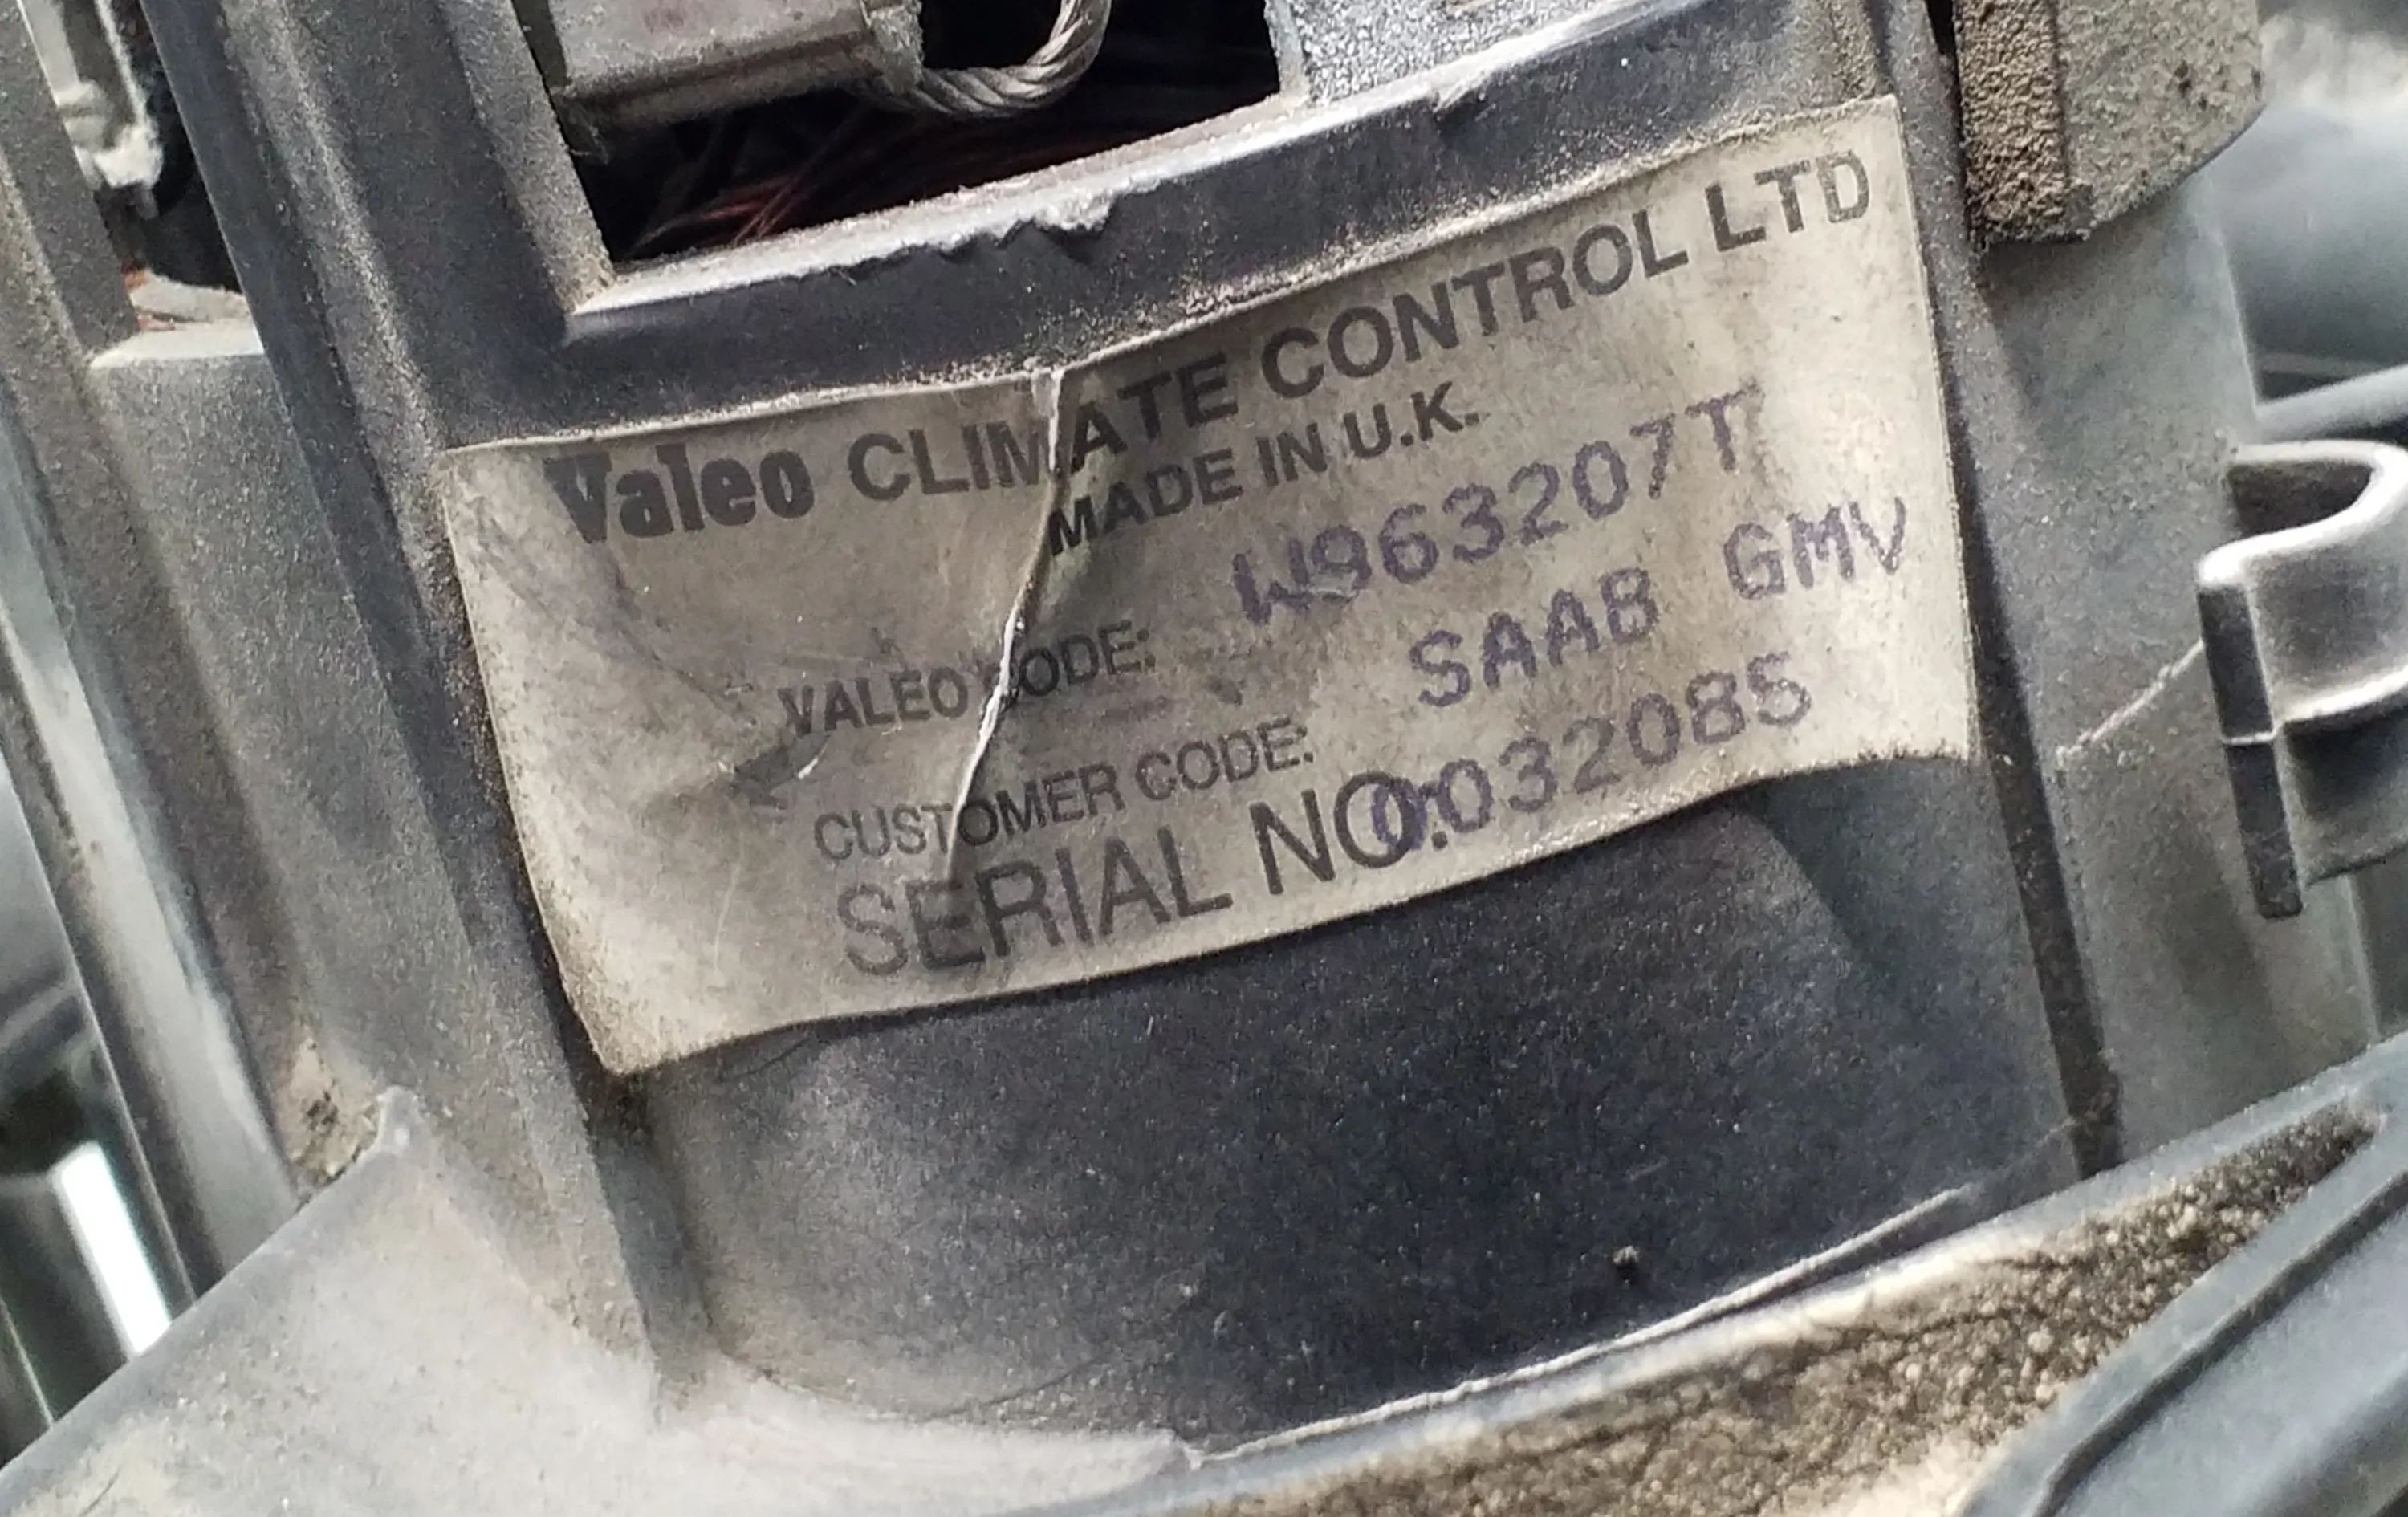 Valeo CLIMATE CONTROL LTD
MADE IN U.K.
VALEO CODE: W963207T
CUSTOMER CODE: SAAB GMV
SERIAL NO. 0032085